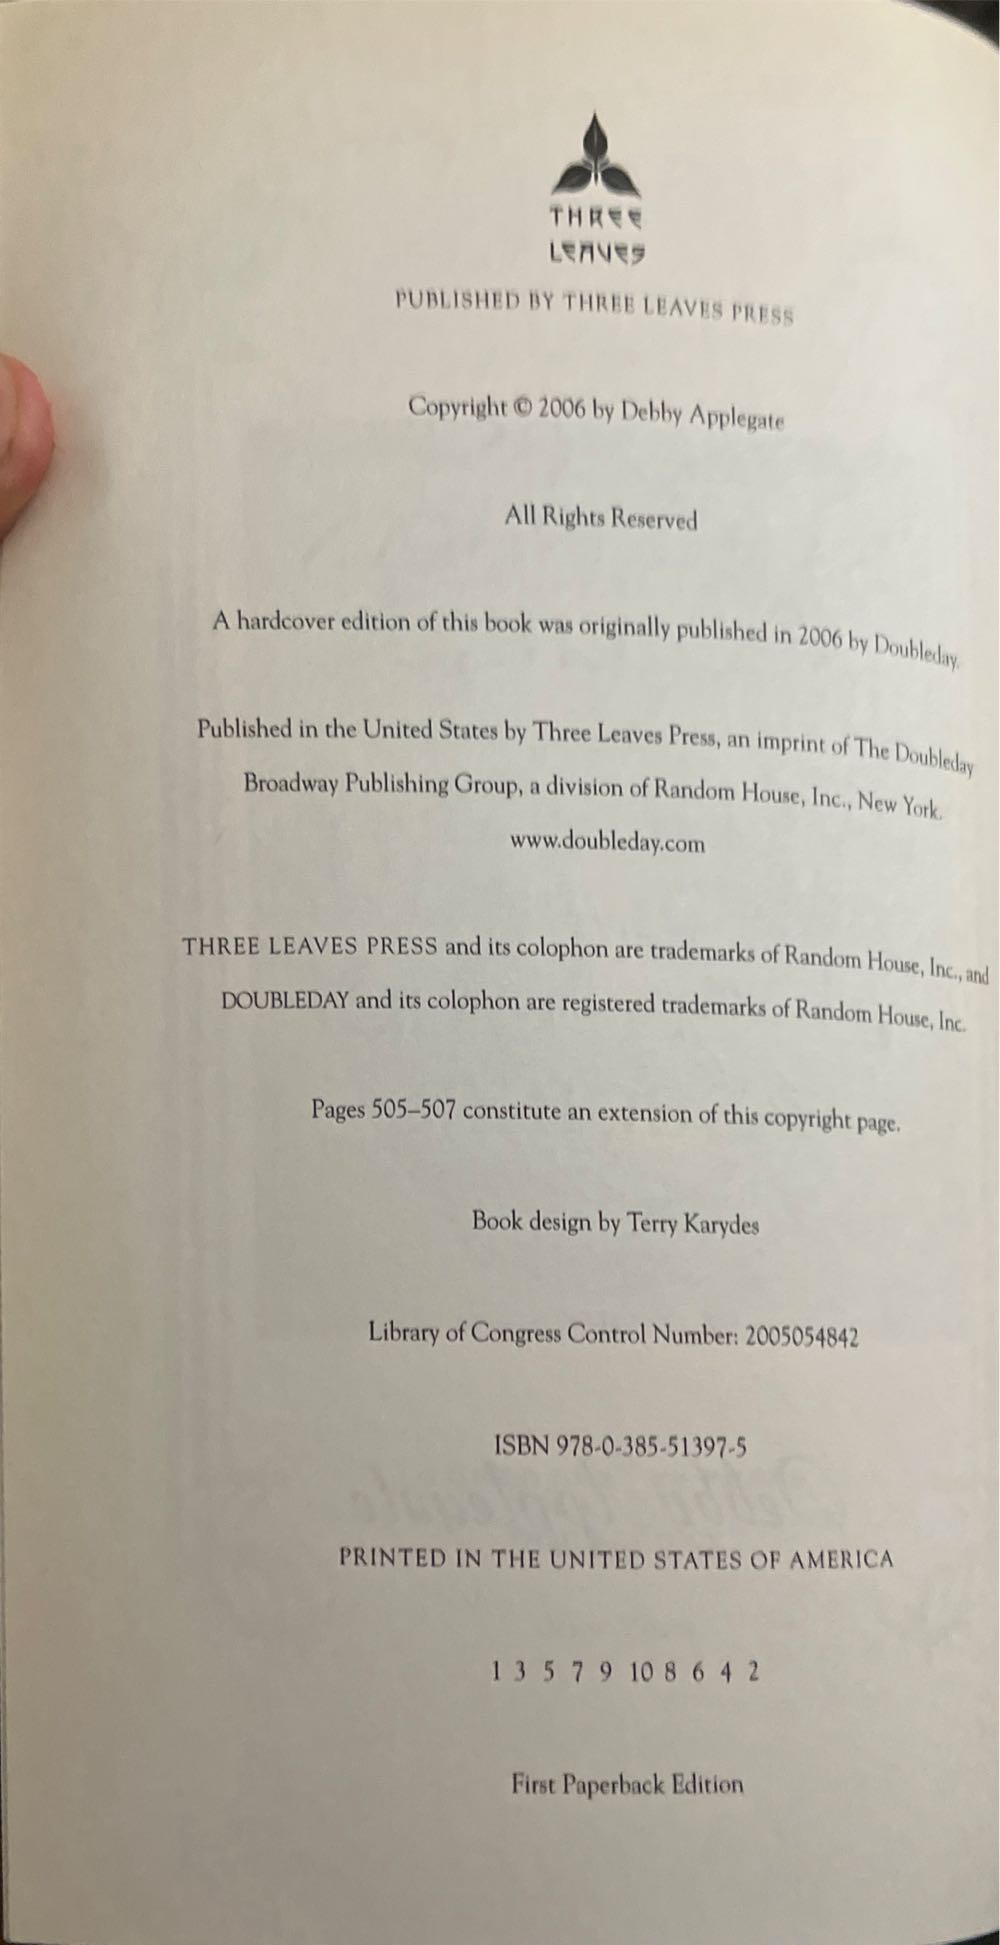 THREE
LEAVES
PUBLISHED BY THREE LEAVES PRESS
Copyright © 2006 by Debby Applegate
All Rights Reserved
A hardcover edition of this book was originally published in 2006 by Doubleday.
Published in the United States by Three Leaves Press, an imprint of The Doubleday
Broadway Publishing Group, a division of Random House, Inc., New York.
www.doubleday.com
THREE LEAVES PRESS and its colophon are trademarks of Random House, Inc., and
DOUBLEDAY and its colophon are registered trademarks of Random House, Inc.
Pages 505–507 constitute an extension of this copyright page.
Book design by Terry Karydes
Library of Congress Control Number: 2005054842
ISBN 978-0-385-51397-5
PRINTED IN THE UNITED STATES OF AMERICA
1 3 5 7 9 10 8 6 4 2
First Paperback Edition